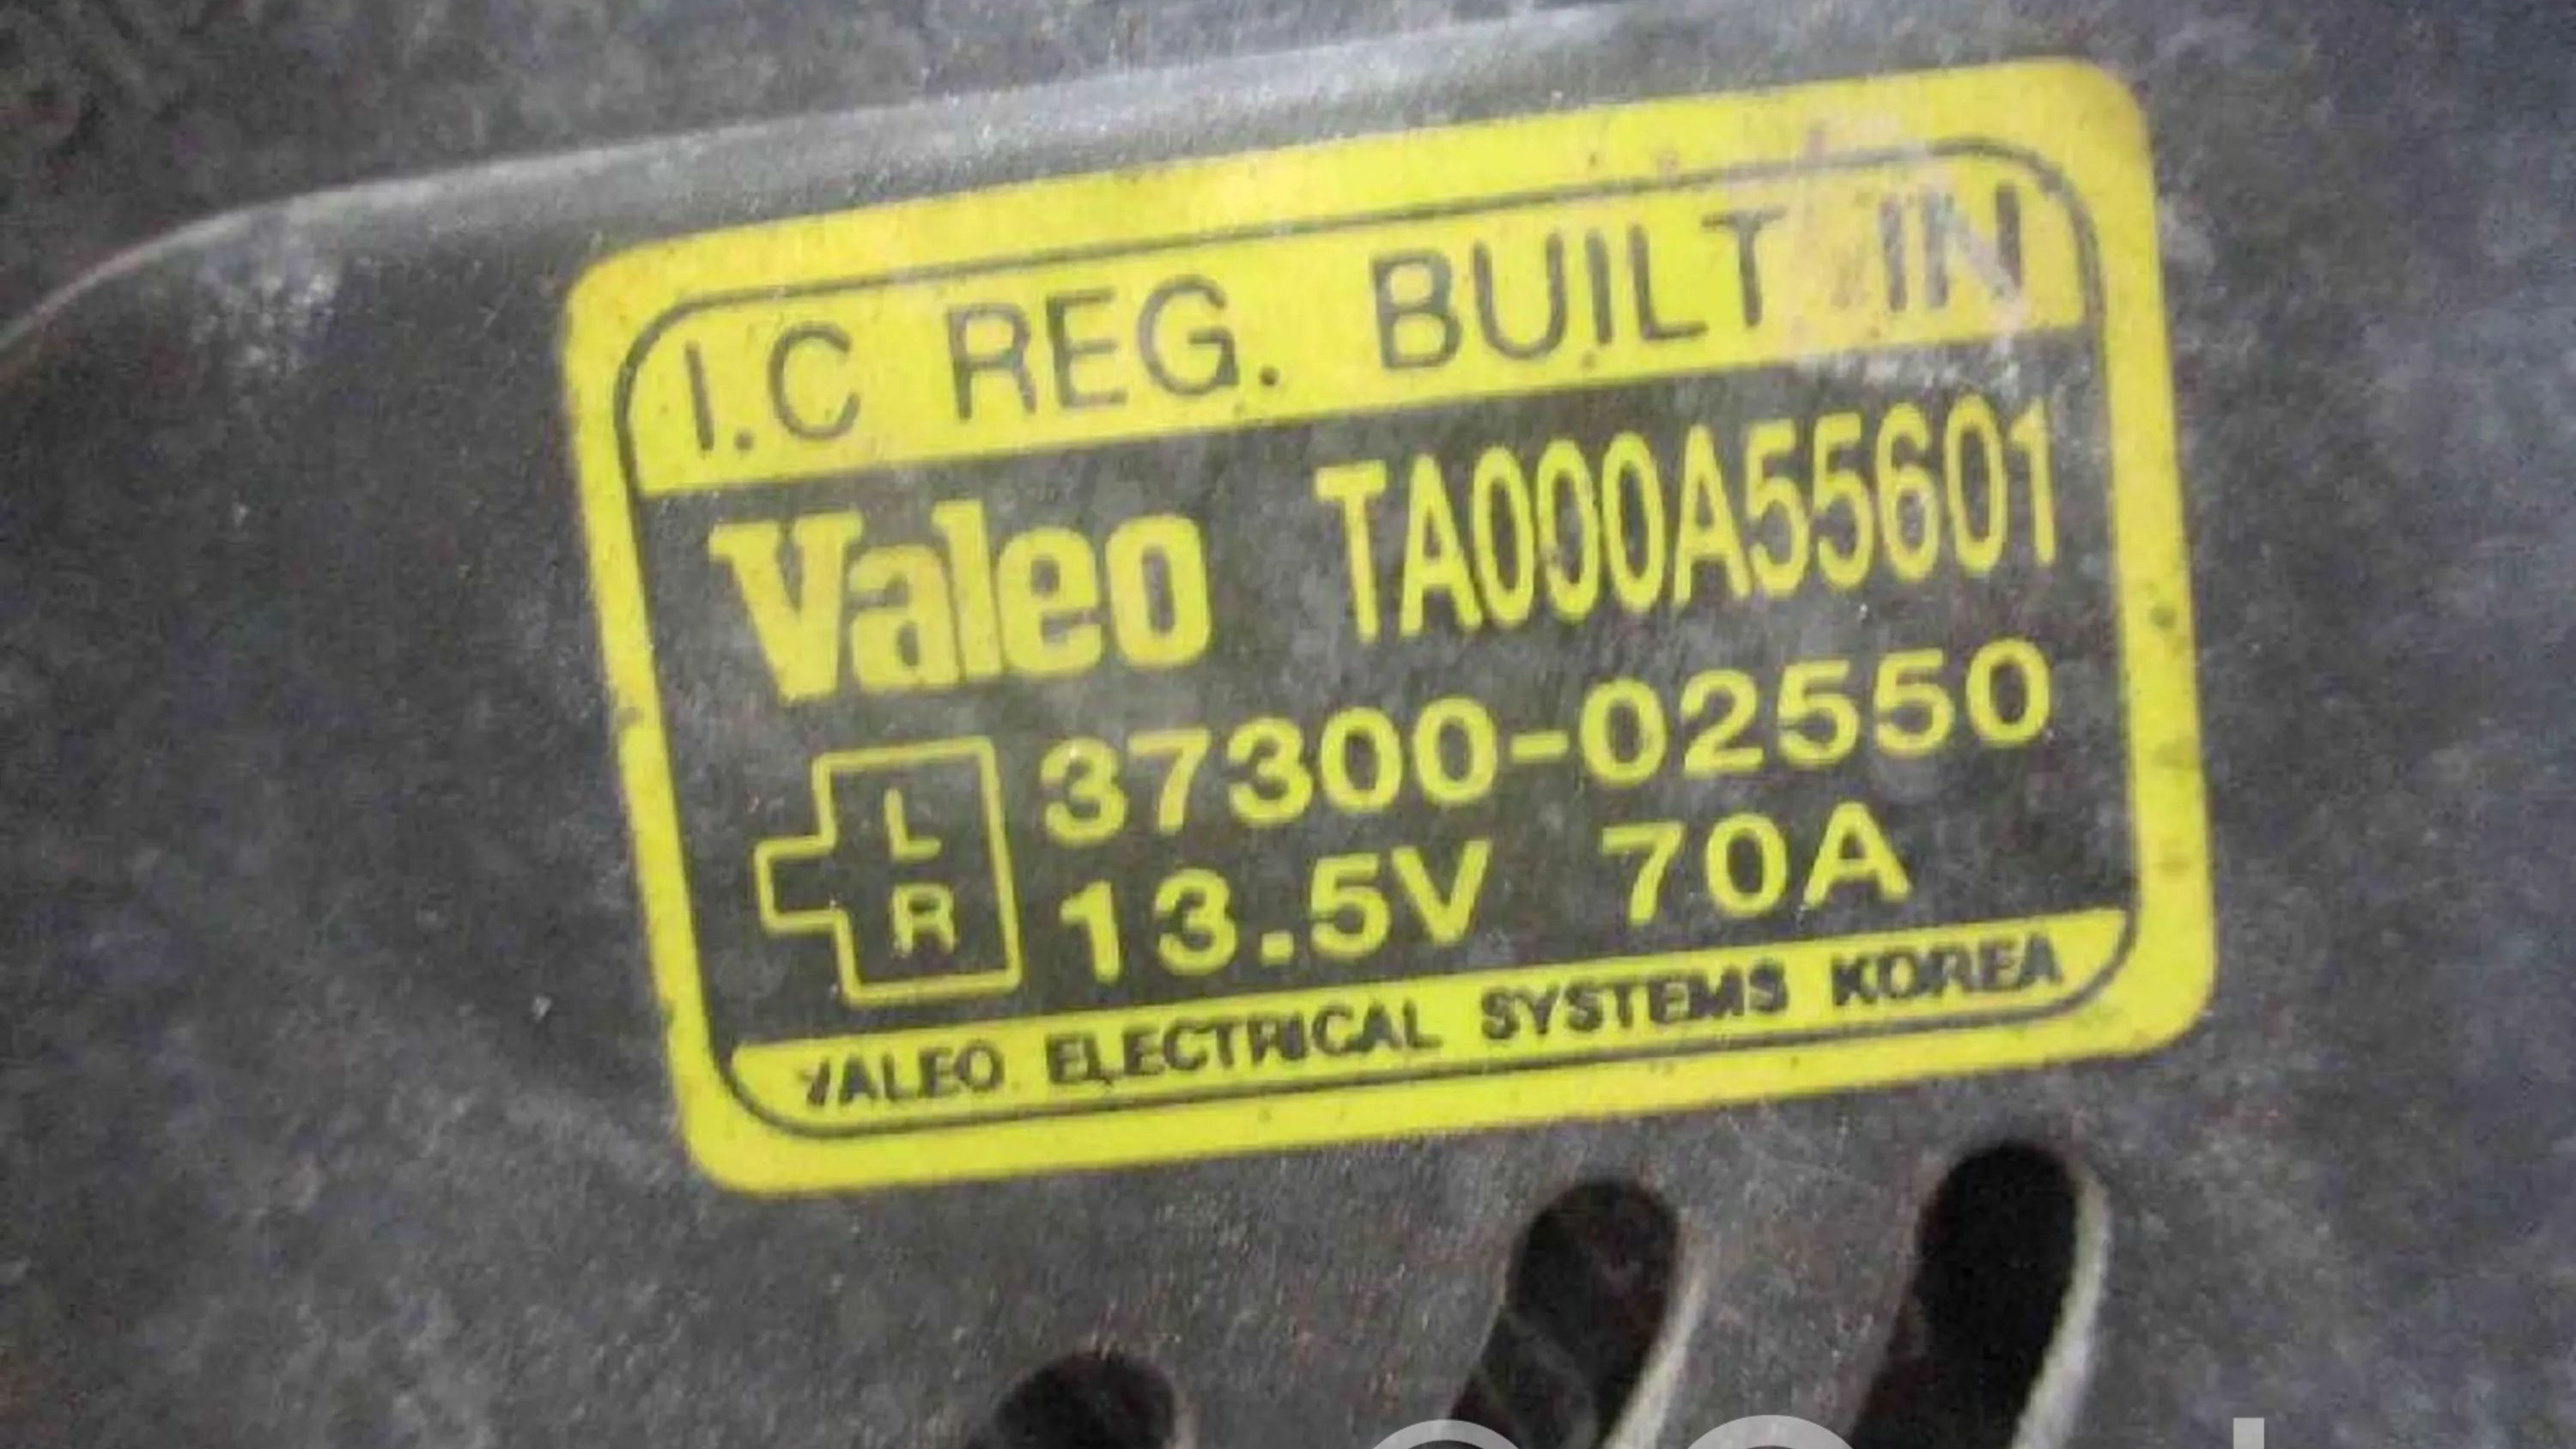 I.C REG. BUILT IN
Valeo TA000A55601
L
R
37300-02550
13.5V 70A
VALEO ELECTRICAL SYSTEMS KOREA